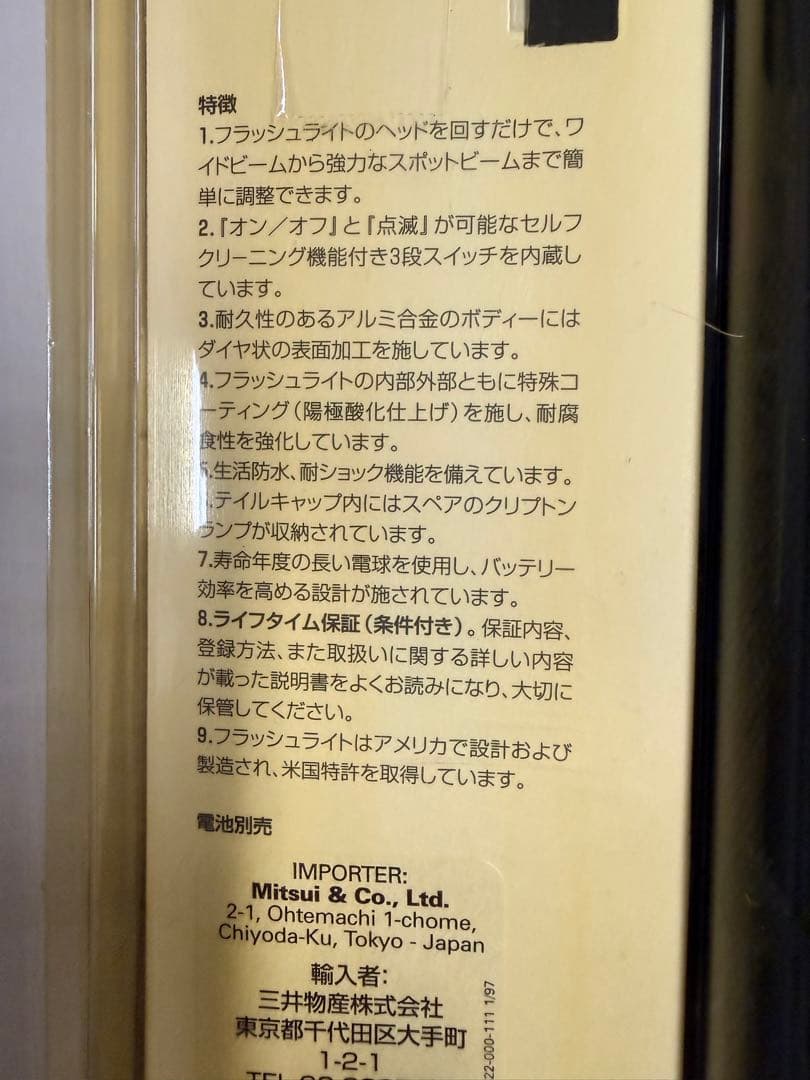 特徴
1.フラッシュライトのヘッドを回すだけで、ワ
イドビームから強力なスポットビームまで簡
単に調整できます。
2.『オン/オフ』と『点滅』が可能なセルフ
クリーニング機能付き3段スイッチを内蔵し
ています。
3.耐久性のあるアルミ合金のボディーには
ダイヤ状の表面加工を施しています。
4.フラッシュライトの内部外部ともに特殊コ
ーティング(陽極酸化仕上げ)を施し、耐腐
食性を強化しています。
5.生活防水、耐ショック機能を備えています。
テイルキャップ内にはスペアのクリプトン
ランプが収納されています。
7.寿命年度の長い電球を使用し、バッテリー
効率を高める設計が施されています。
8.ライフタイム保証(条件付き)。保証内容、
登録方法、また取扱いに関する詳しい内容
が載った説明書をよくお読みになり、大切に
保管してください。
9.フラッシュライトはアメリカで設計および
製造され、米国特許を取得しています。
電池別売
IMPORTER:
Mitsui & Co., Ltd.
2-1, Ohtemachi 1-chome,
Chiyoda-Ku, Tokyo - Japan
輸入者:
三井物産株式会社
東京都千代田区大手町
1-2-1
22-000-111 1/97